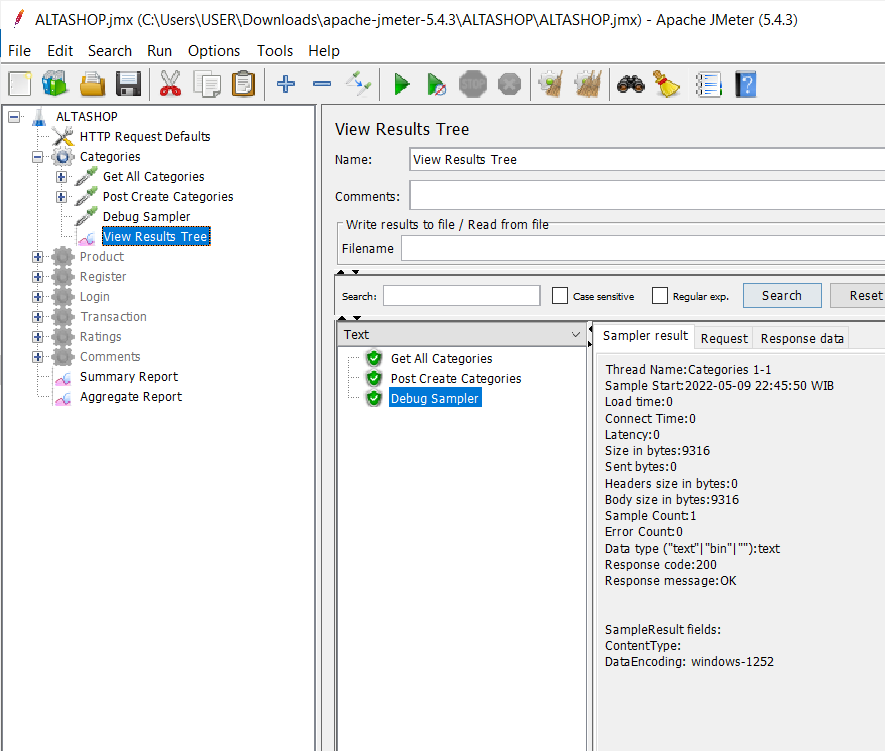 ALTASHOP.jmx (C:\Users\USER\Downloads\apache-jmeter-5.4.3\ALTASHOP\ALTASHOP.jmx) - Apache JMeter (5.4.3)
File Edit Search Run Options Tools Help
STOP
ALTASHOP
HTTP Request Defaults
Categories
Get All Categories
Post Create Categories
Debug Sampler
View Results Tree
Product
Register
Login
Transaction
Ratings
Comments
Summary Report
Aggregate Report
View Results Tree
Name: View Results Tree
Comments:
Write results to file / Read from file
Filename
Search: Case sensitive Regular exp. Search Reset
Text
Get All Categories
Post Create Categories
Debug Sampler
Sampler result Request Response data
Thread Name:Categories 1-1
Sample Start:2022-05-09 22:45:50 WIB
Load time:0
Connect Time:0
Latency:0
Size in bytes:9316
Sent bytes:0
Headers size in bytes:0
Body size in bytes:9316
Sample Count:1
Error Count:0
Data type ("text"|"bin"|""):text
Response code:200
Response message:OK
SampleResult fields:
ContentType:
DataEncoding: windows-1252